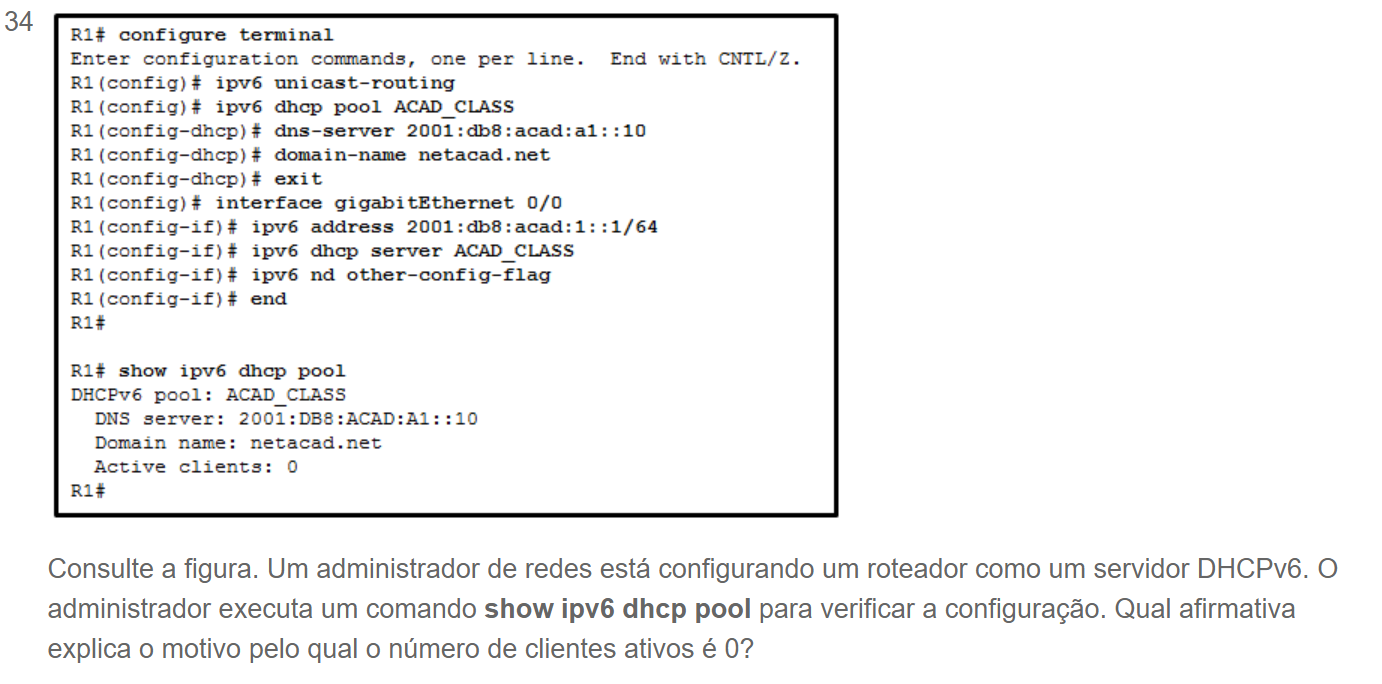 34
R1# configure terminal
Enter configuration commands, one per line.  End with CNTL/Z.
R1(config)# ipv6 unicast-routing
R1(config)# ipv6 dhcp pool ACAD_CLASS
R1(config-dhcp)# dns-server 2001:db8:acad:a1::10
R1(config-dhcp)# domain-name netacad.net
R1(config-dhcp)# exit
R1(config)# interface gigabitEthernet 0/0
R1(config-if)# ipv6 address 2001:db8:acad:1::1/64
R1(config-if)# ipv6 dhcp server ACAD_CLASS
R1(config-if)# ipv6 nd other-config-flag
R1(config-if)# end
R1#
R1# show ipv6 dhcp pool
DHCPv6 pool: ACAD_CLASS
  DNS server: 2001:DB8:ACAD:A1::10
  Domain name: netacad.net
  Active clients: 0
R1#
Consulte a figura. Um administrador de redes está configurando um roteador como um servidor DHCPv6. O
administrador executa um comando show ipv6 dhcp pool para verificar a configuração. Qual afirmativa
explica o motivo pelo qual o número de clientes ativos é 0?